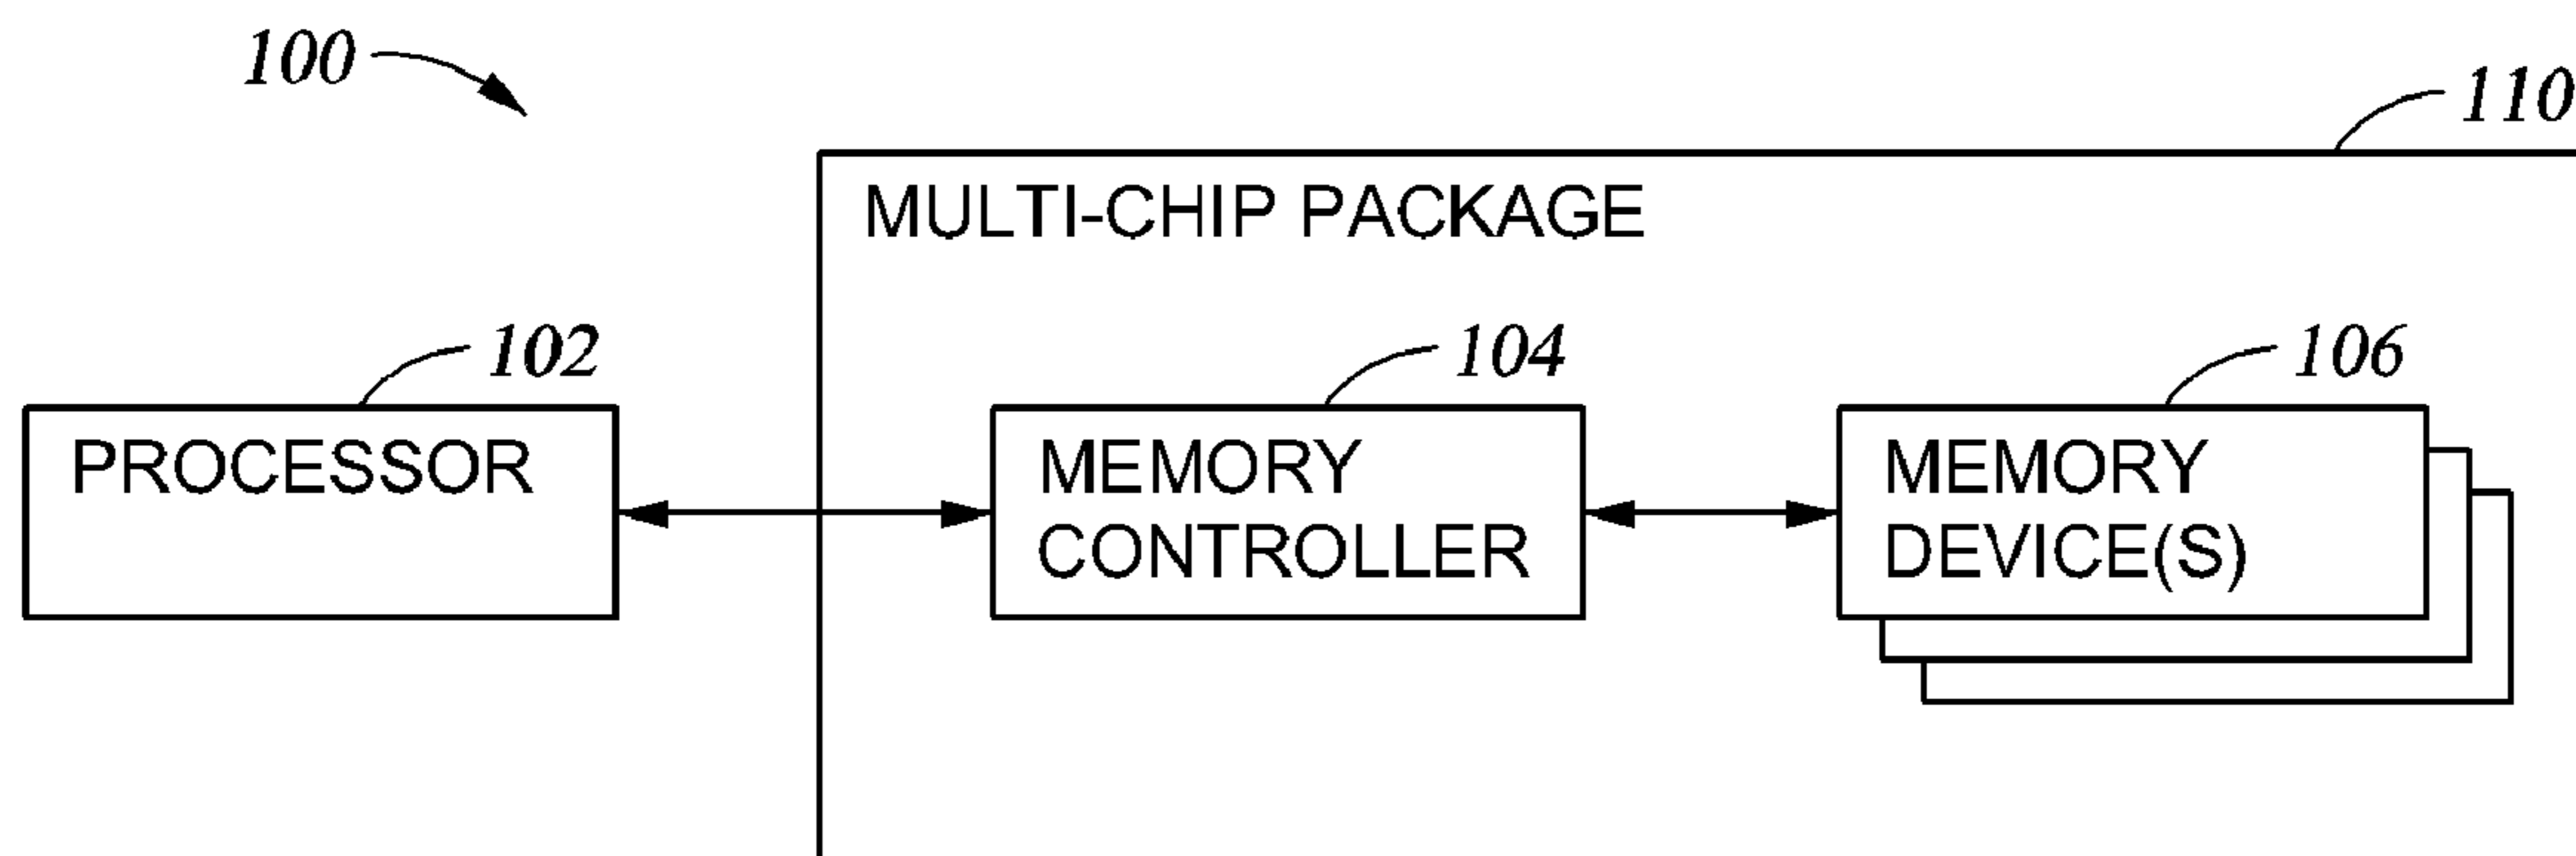 100
110
MULTI-CHIP PACKAGE
102
104
106
PROCESSOR
MEMORY
CONTROLLER
MEMORY
DEVICE(S)